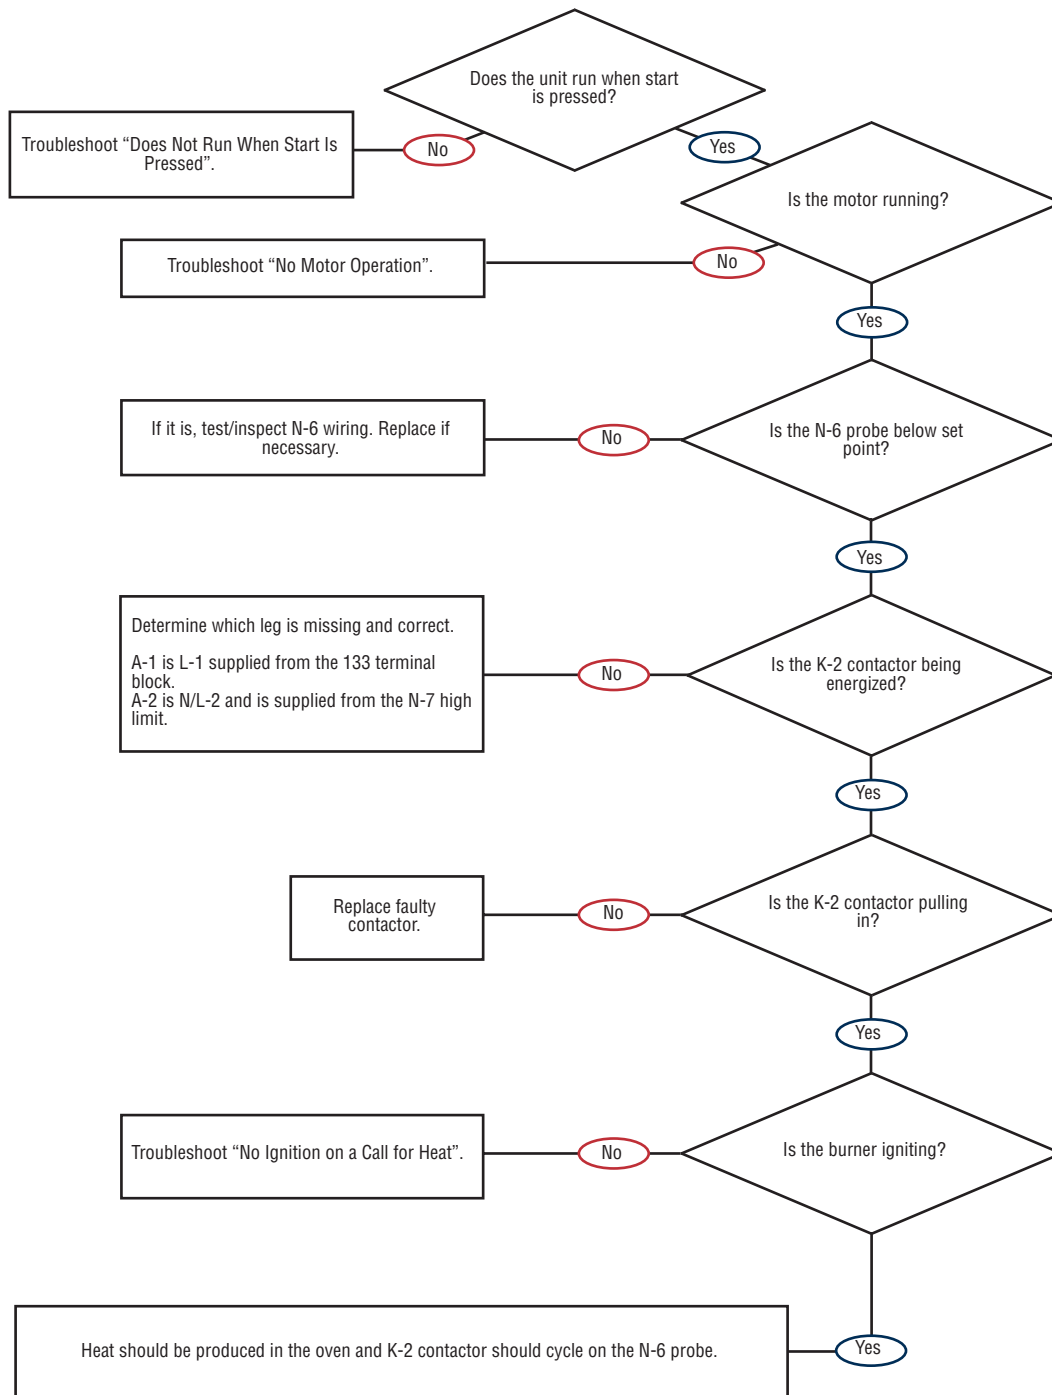 Does the unit run when start
is pressed?
Troubleshoot “Does Not Run When Start Is
Pressed”.
No
Yes
Is the motor running?
Troubleshoot “No Motor Operation”.
No
Yes
If it is, test/inspect N-6 wiring. Replace if
necessary.
No
Is the N-6 probe below set
point?
Yes
Determine which leg is missing and correct.
A-1 is L-1 supplied from the 133 terminal
block.
A-2 is N/L-2 and is supplied from the N-7 high
limit.
No
Is the K-2 contactor being
energized?
Yes
Replace faulty
contactor.
No
Is the K-2 contactor pulling
in?
Yes
Troubleshoot “No Ignition on a Call for Heat”.
No
Is the burner igniting?
Heat should be produced in the oven and K-2 contactor should cycle on the N-6 probe.
Yes